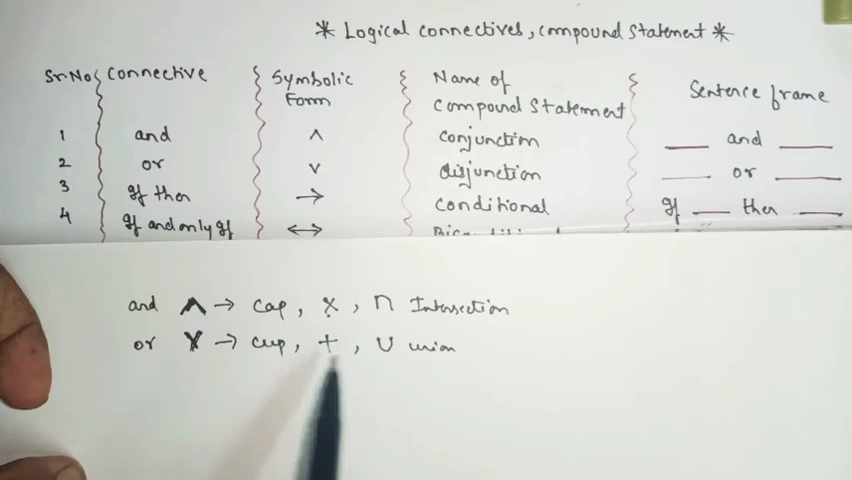 * Logical connectives, compound statement *
Sr.No connective Symbolic Form Name of compound Statement Sentence frame
1 and ∧ conjunction ___ and ___
2 or ∨ disjunction ___ or ___
3 If then → conditional If ___ then ___
4 If and only If ↔
and ∧ → cap, ×, ∩ Intersection
or ∨ → cup, +, ∪ union